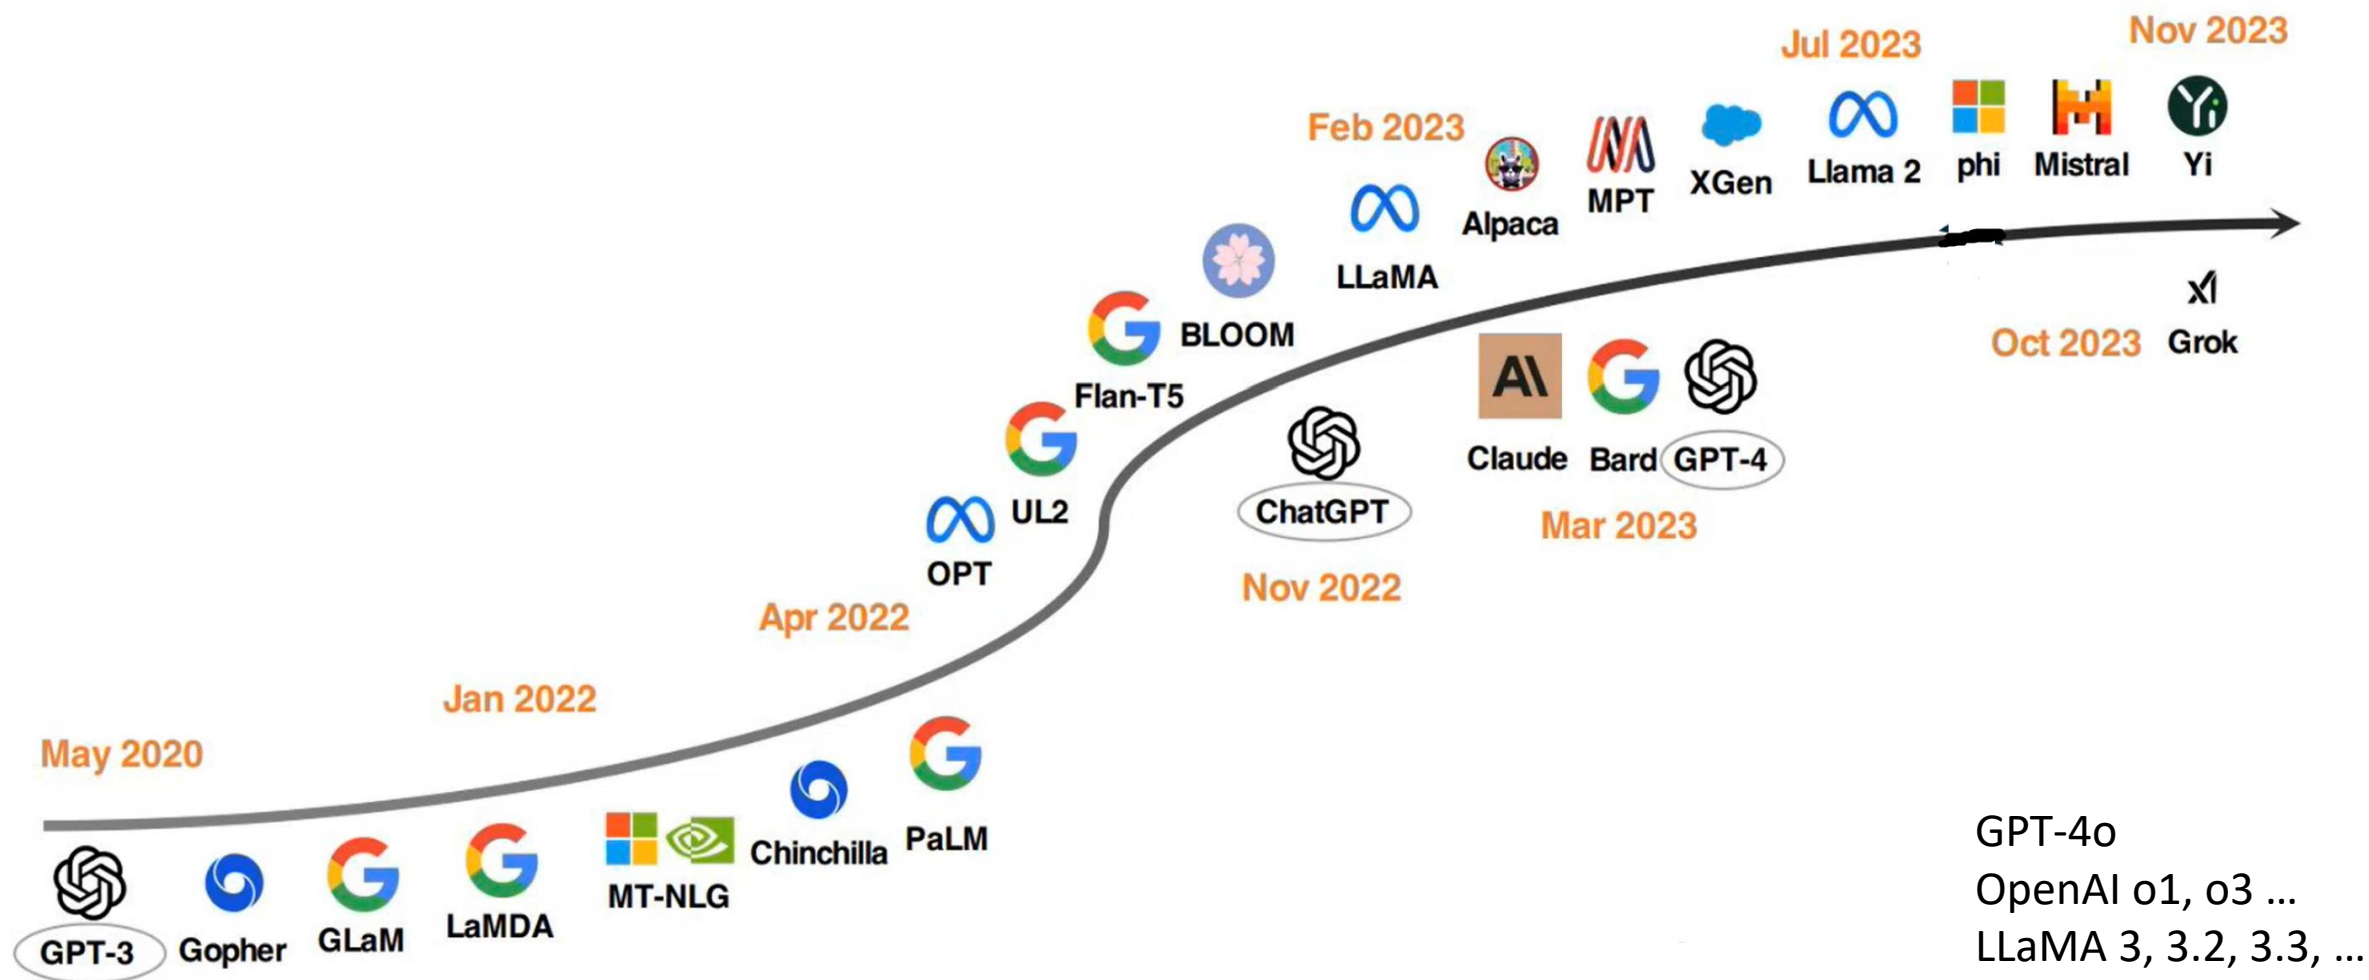 Nov 2023
Jul 2023
Feb 2023
phi
Mistral
Yi
Llama 2
XGen
MPT
Alpaca
LLaMA
BLOOM
Flan-T5
UL2
OPT
xI
Oct 2023
Grok
AI
Claude
Bard
GPT-4
Mar 2023
ChatGPT
Nov 2022
Apr 2022
Jan 2022
May 2020
GPT-3
Gopher
GLaM
LaMDA
MT-NLG
Chinchilla
PaLM
GPT-4o
OpenAI o1, o3 ...
LLaMA 3, 3.2, 3.3, ...